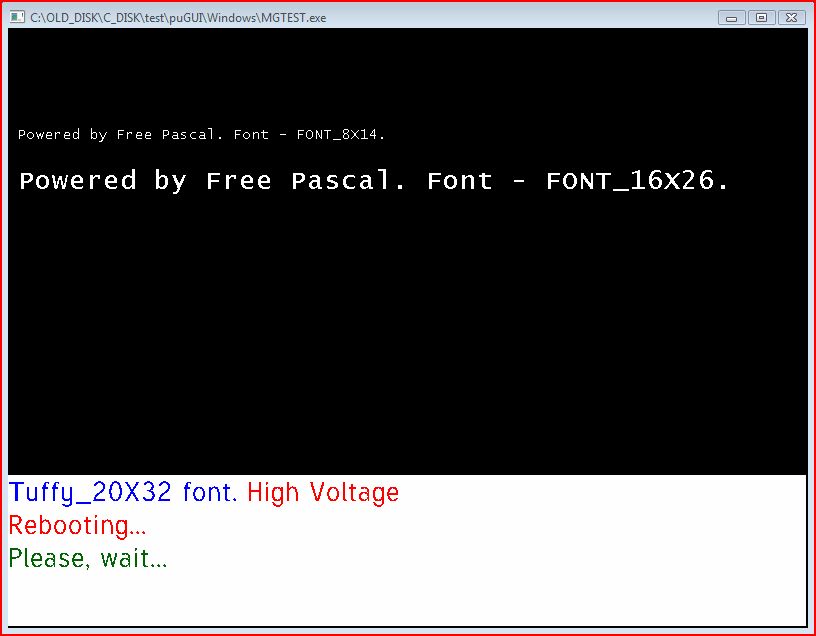 C:\OLD_DISK\C_DISK\test\puGUI\Windows\MGTEST.exe
Powered by Free Pascal. Font - FONT_8X14.
Powered by Free Pascal. Font - FONT_16X26.
Tuffy_20X32 font. High Voltage
Rebooting...
Please, wait...